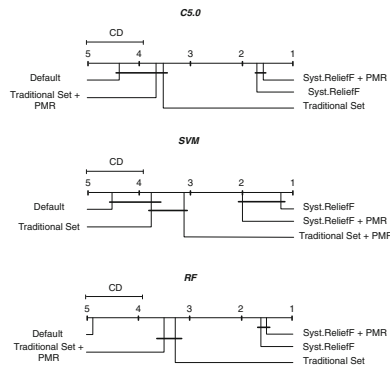 C5.0
CD
5 4 3 2 1
Default
Traditional Set +
PMR
Syst.ReliefF + PMR
Syst.ReliefF
Traditional Set
SVM
CD
5 4 3 2 1
Default
Traditional Set
Syst.ReliefF
Syst.ReliefF + PMR
Traditional Set + PMR
RF
CD
5 4 3 2 1
Default
Traditional Set +
PMR
Syst.ReliefF + PMR
Syst.ReliefF
Traditional Set